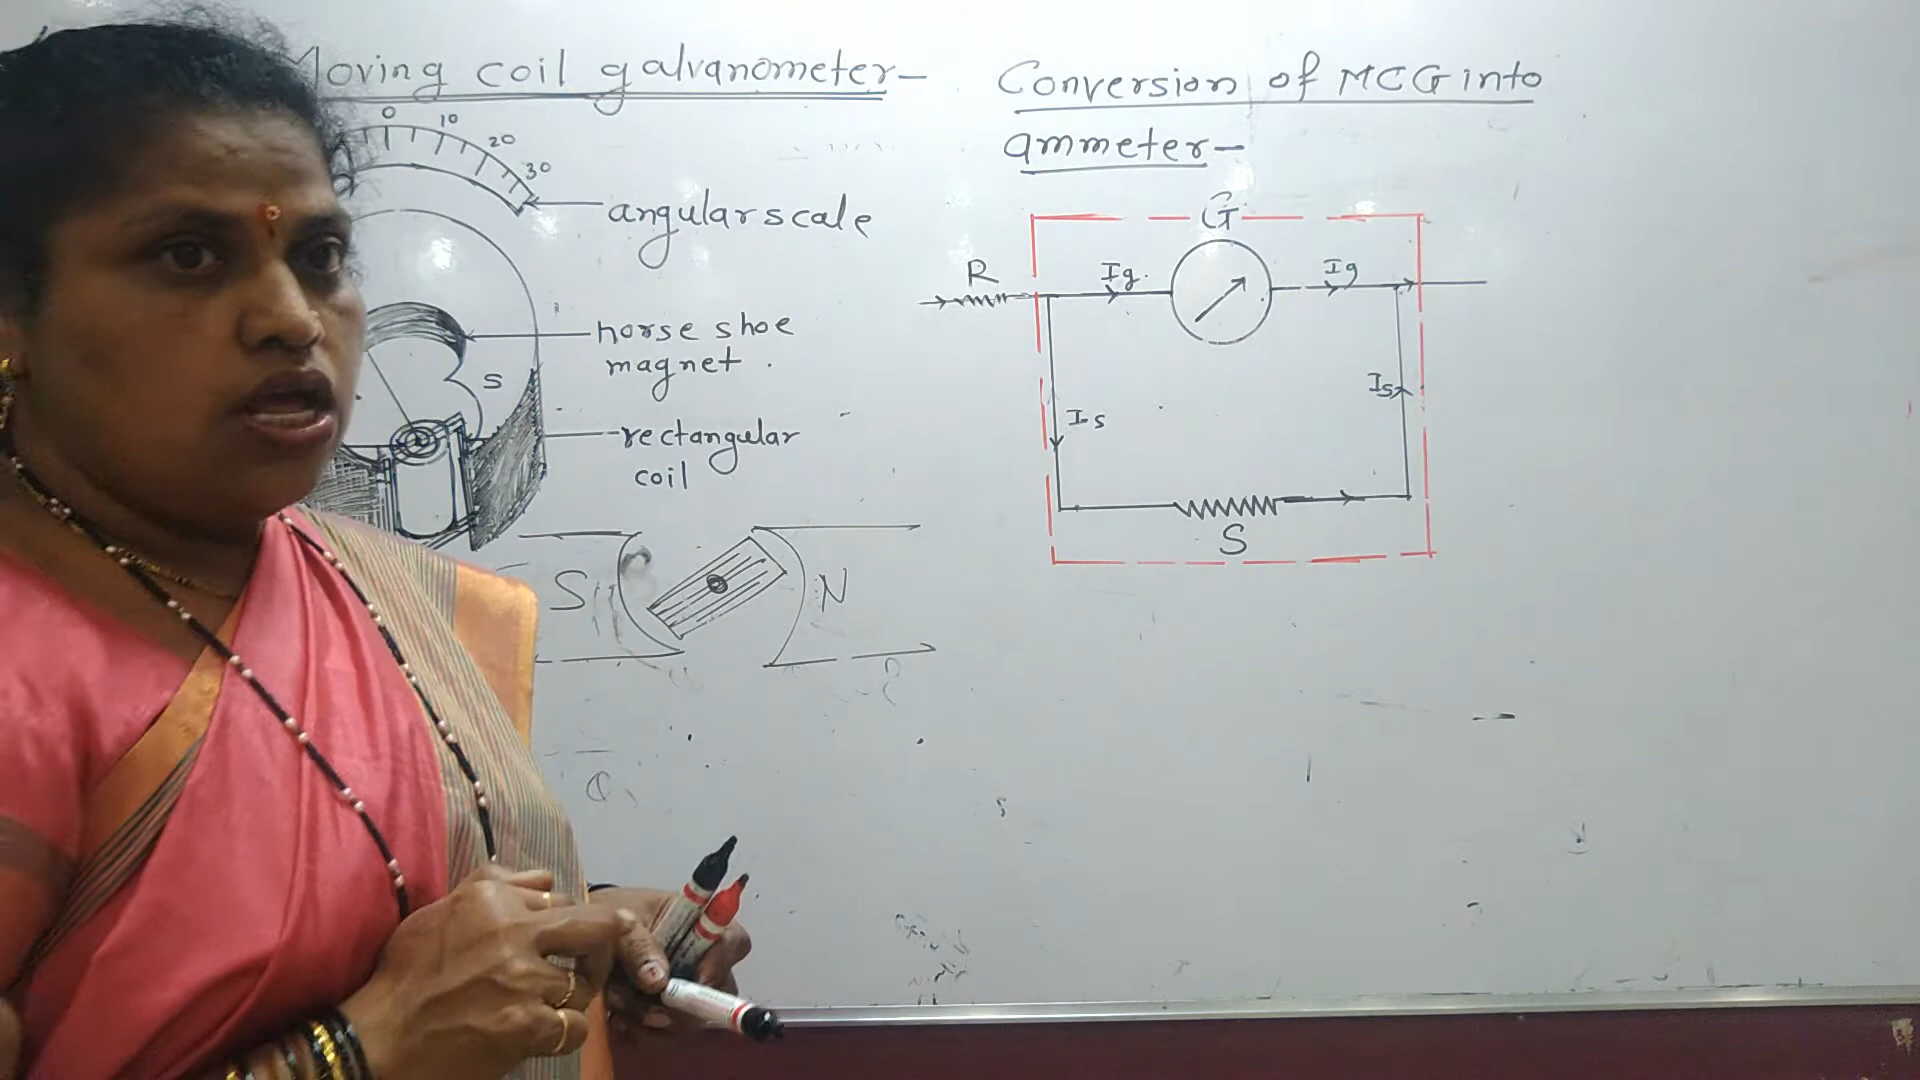 Moving coil galvanometer-
0 10 20 30
angular scale
horse shoe
magnet.
S
rectangular
coil
S N
Conversion of MCG into
ammeter-
G
R Ig. Ig
Is Is
S